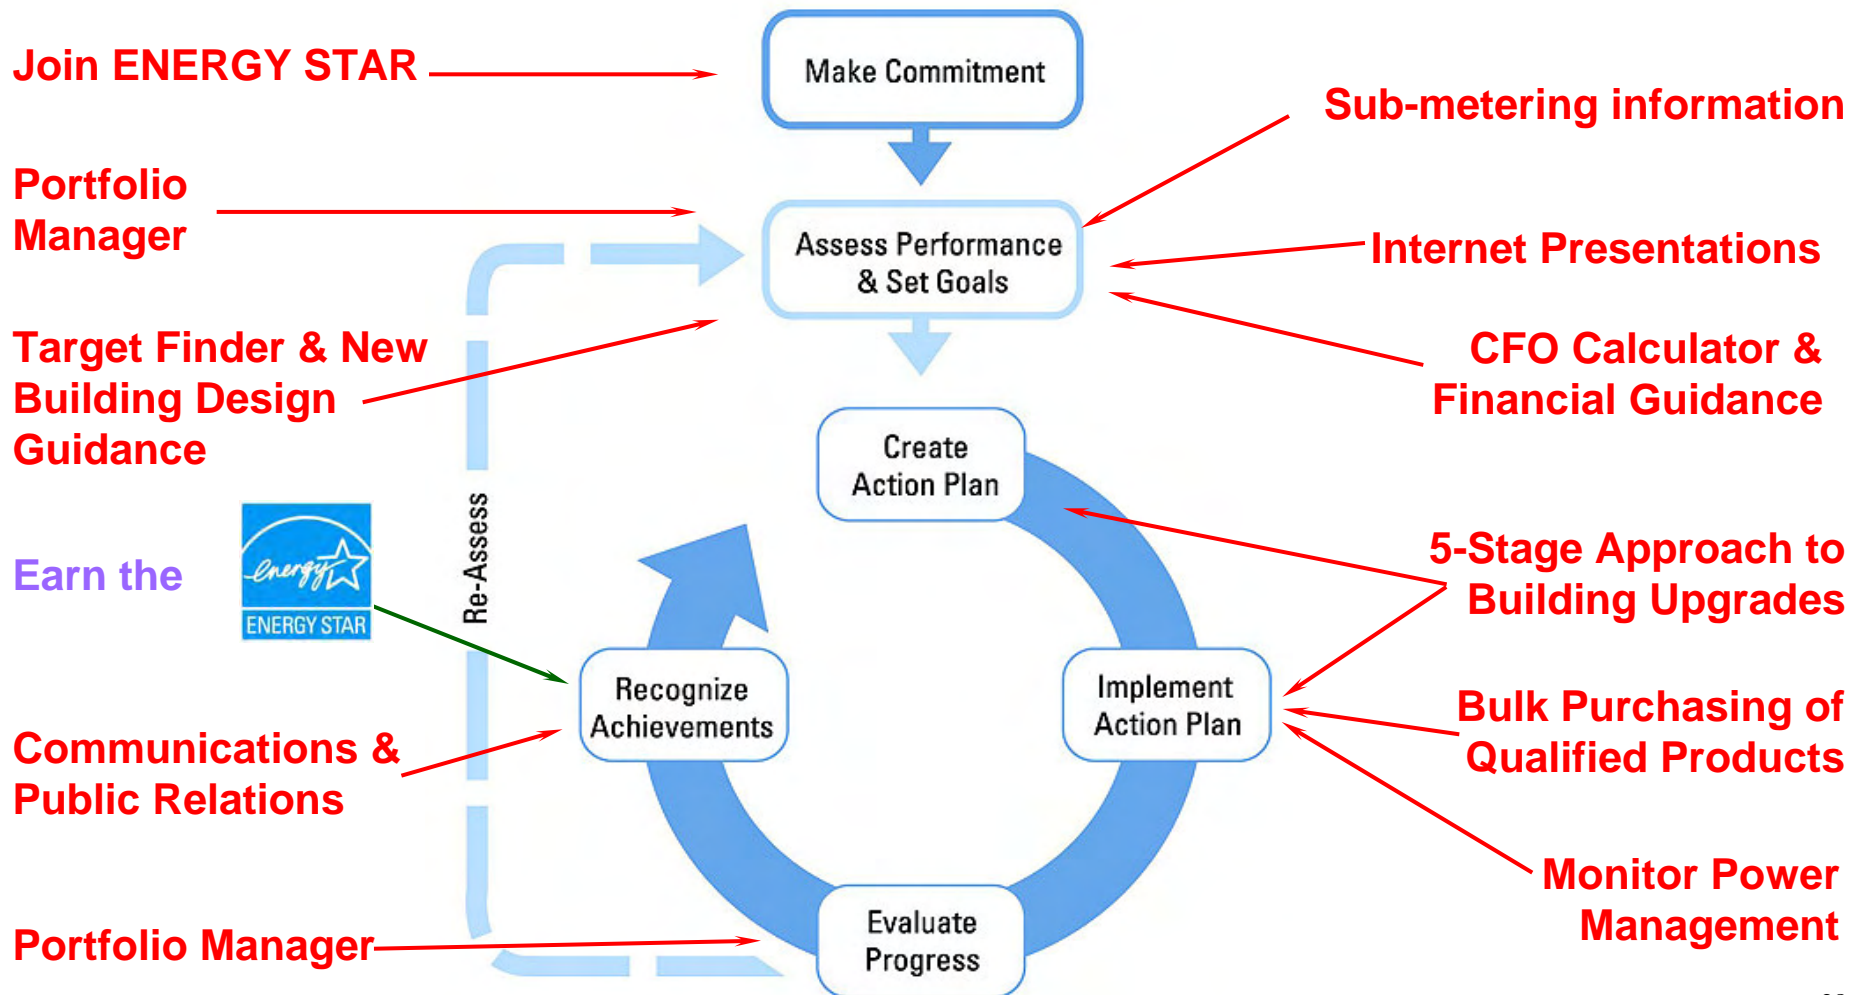 Join ENERGY STAR
Make Commitment
Sub-metering information
Portfolio
Manager
Assess Performance
& Set Goals
Internet Presentations
Target Finder & New
Building Design
Guidance
CFO Calculator &
Financial Guidance
Create
Action Plan
Re-Assess
Earn the
energy
ENERGY STAR
5-Stage Approach to
Building Upgrades
Recognize
Achievements
Implement
Action Plan
Bulk Purchasing of
Qualified Products
Communications &
Public Relations
Monitor Power
Management
Portfolio Manager
Evaluate
Progress